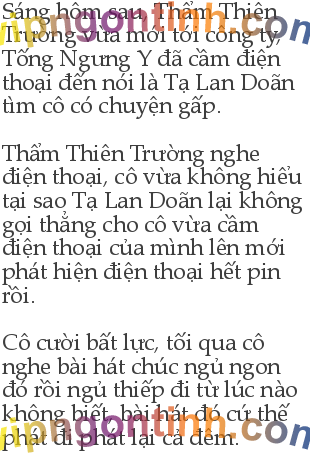 Sáng hôm sau, Thẩm Thiên
Trường vừa mới tới công ty,
Tống Ngưng Y đã cầm điện
thoại đến nói là Tạ Lan Doãn
tìm cô có chuyện gấp.
Thẩm Thiên Trường nghe
điện thoại, cô vừa không hiểu
tại sao Tạ Lan Doãn lại không
gọi thẳng cho cô vừa cầm
điện thoại của mình lên mới
phát hiện điện thoại hết pin
rồi.
Cô cười bất lực, tối qua cô
nghe bài hát chúc ngủ ngon
đó rồi ngủ thiếp đi từ lúc nào
không biết, bài hát đó cứ thế
phát đi phát lại cả đêm.
vipngontinh.com
vipngontinh.com